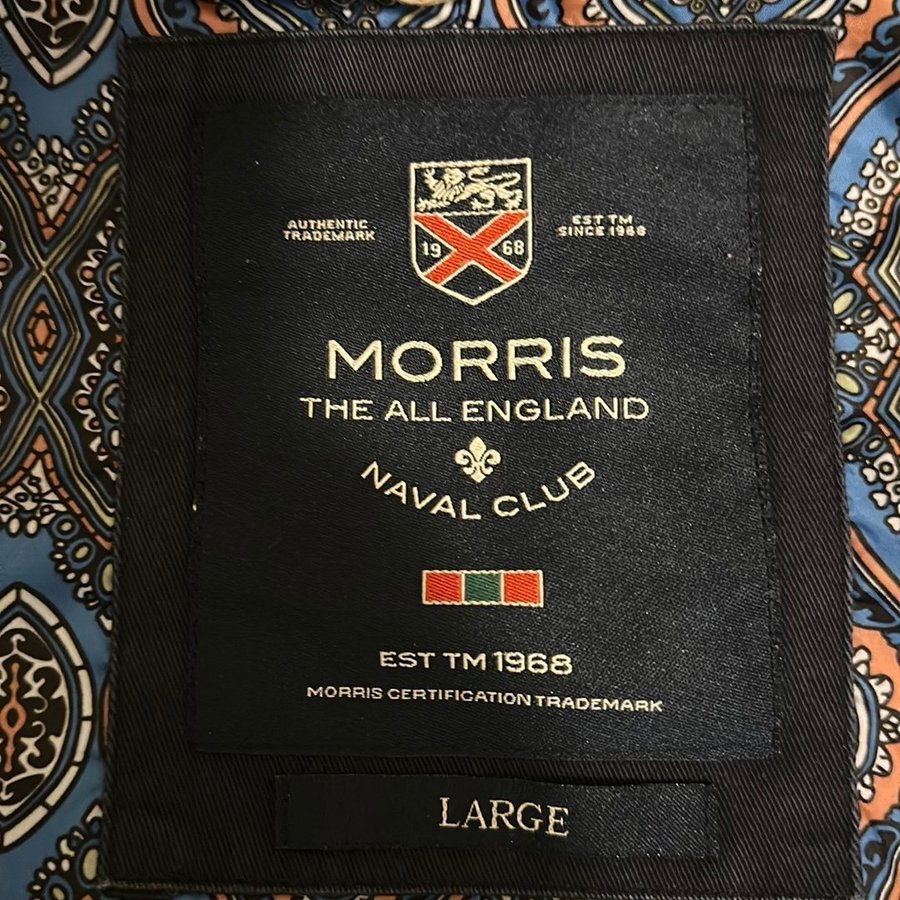 AUTHENTIC
TRADEMARK
EST TM
SINCE 1968
19 68
MORRIS
THE ALL ENGLAND
NAVAL CLUB
EST TM 1968
MORRIS CERTIFICATION TRADEMARK
LARGE